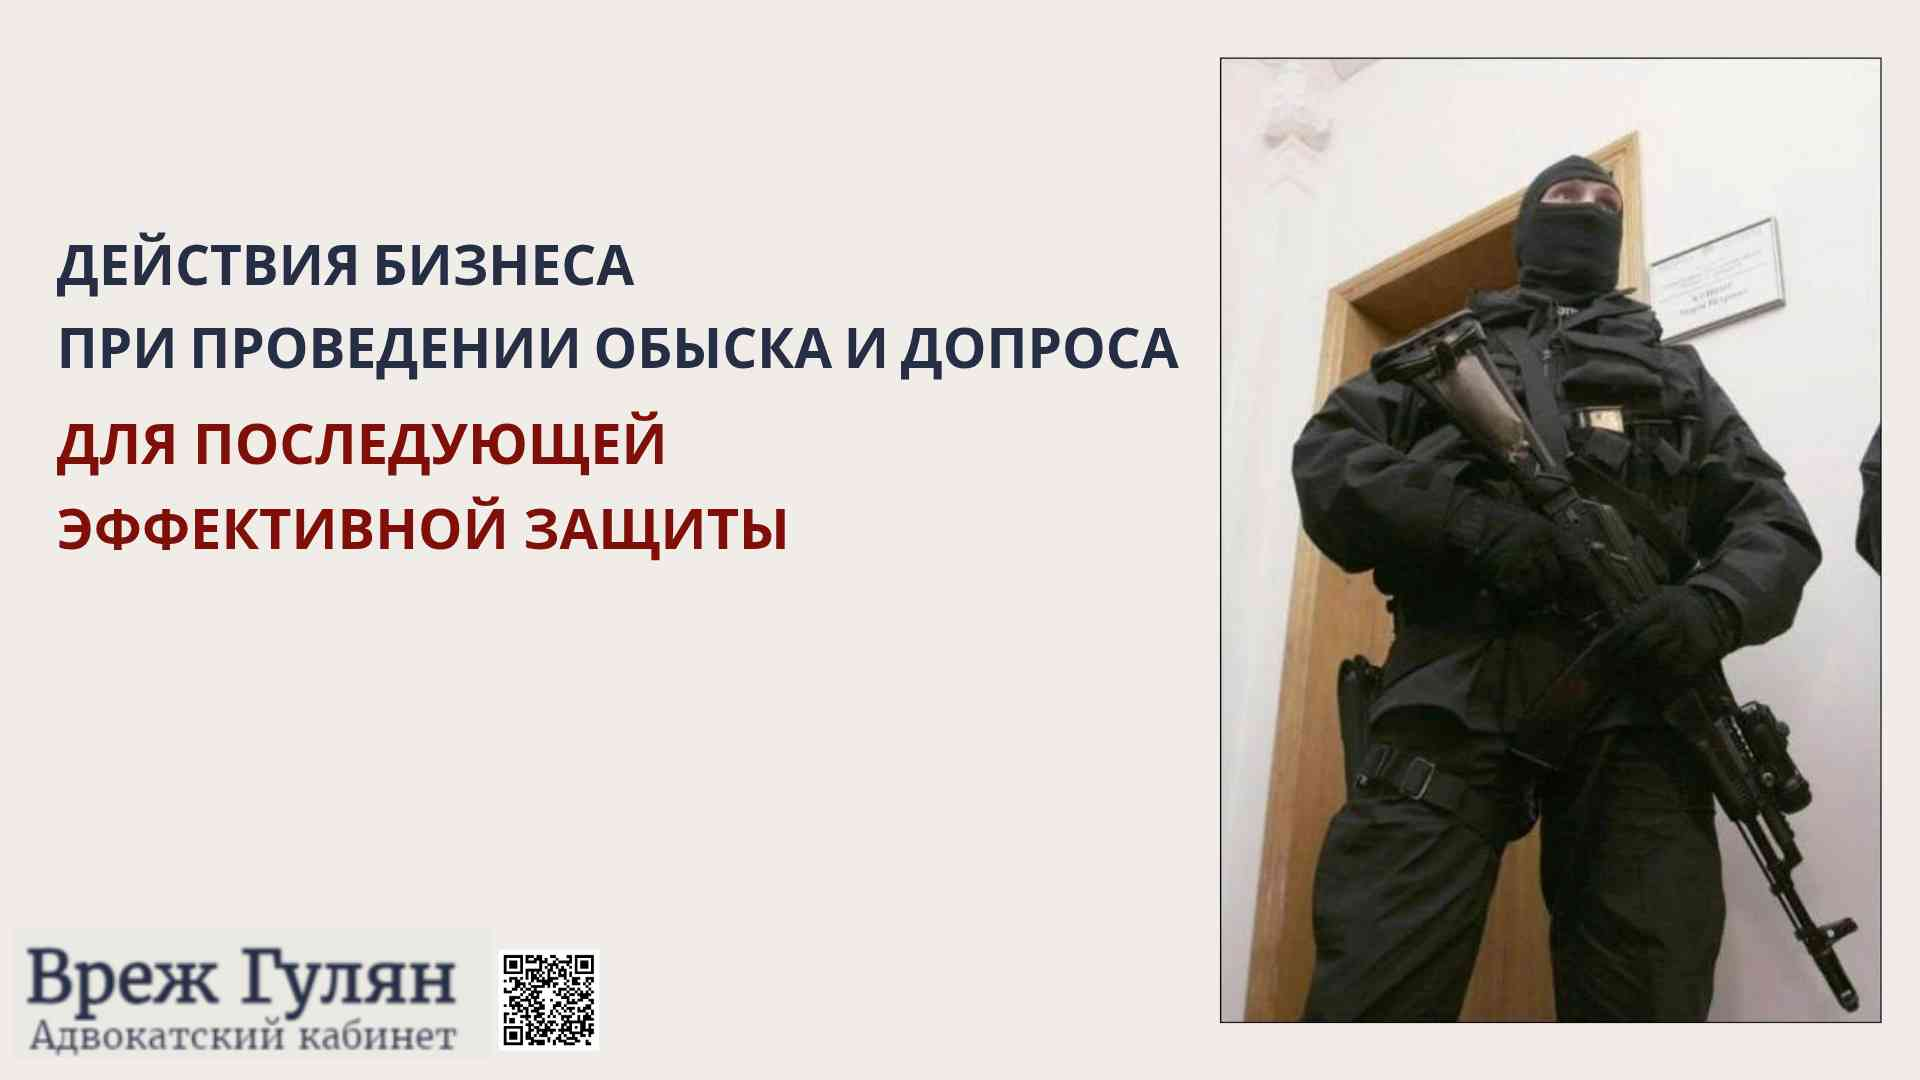 ДЕЙСТВИЯ БИЗНЕСА
ПРИ ПРОВЕДЕНИИ ОБЫСКА И ДОПРОСА
ДЛЯ ПОСЛЕДУЮЩЕЙ
ЭФФЕКТИВНОЙ ЗАЩИТЫ
Вреж Гулян
Адвокатский кабинет